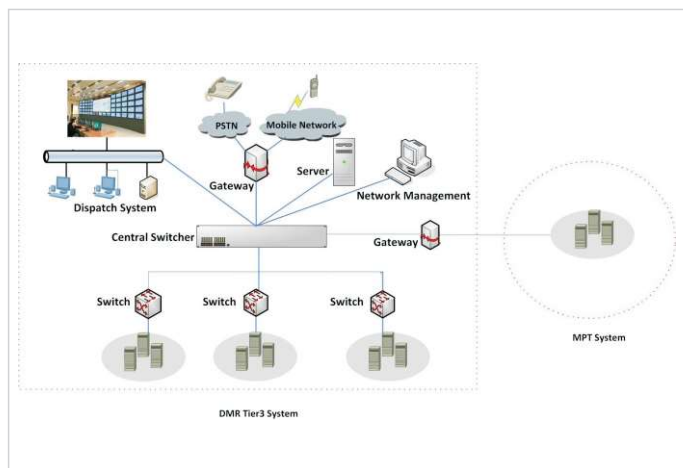 PSTN
Mobile Network
Gateway
Server
Dispatch System
Network Management
Central Switcher
Gateway
Switch
Switch
Switch
MPT System
DMR Tier3 System